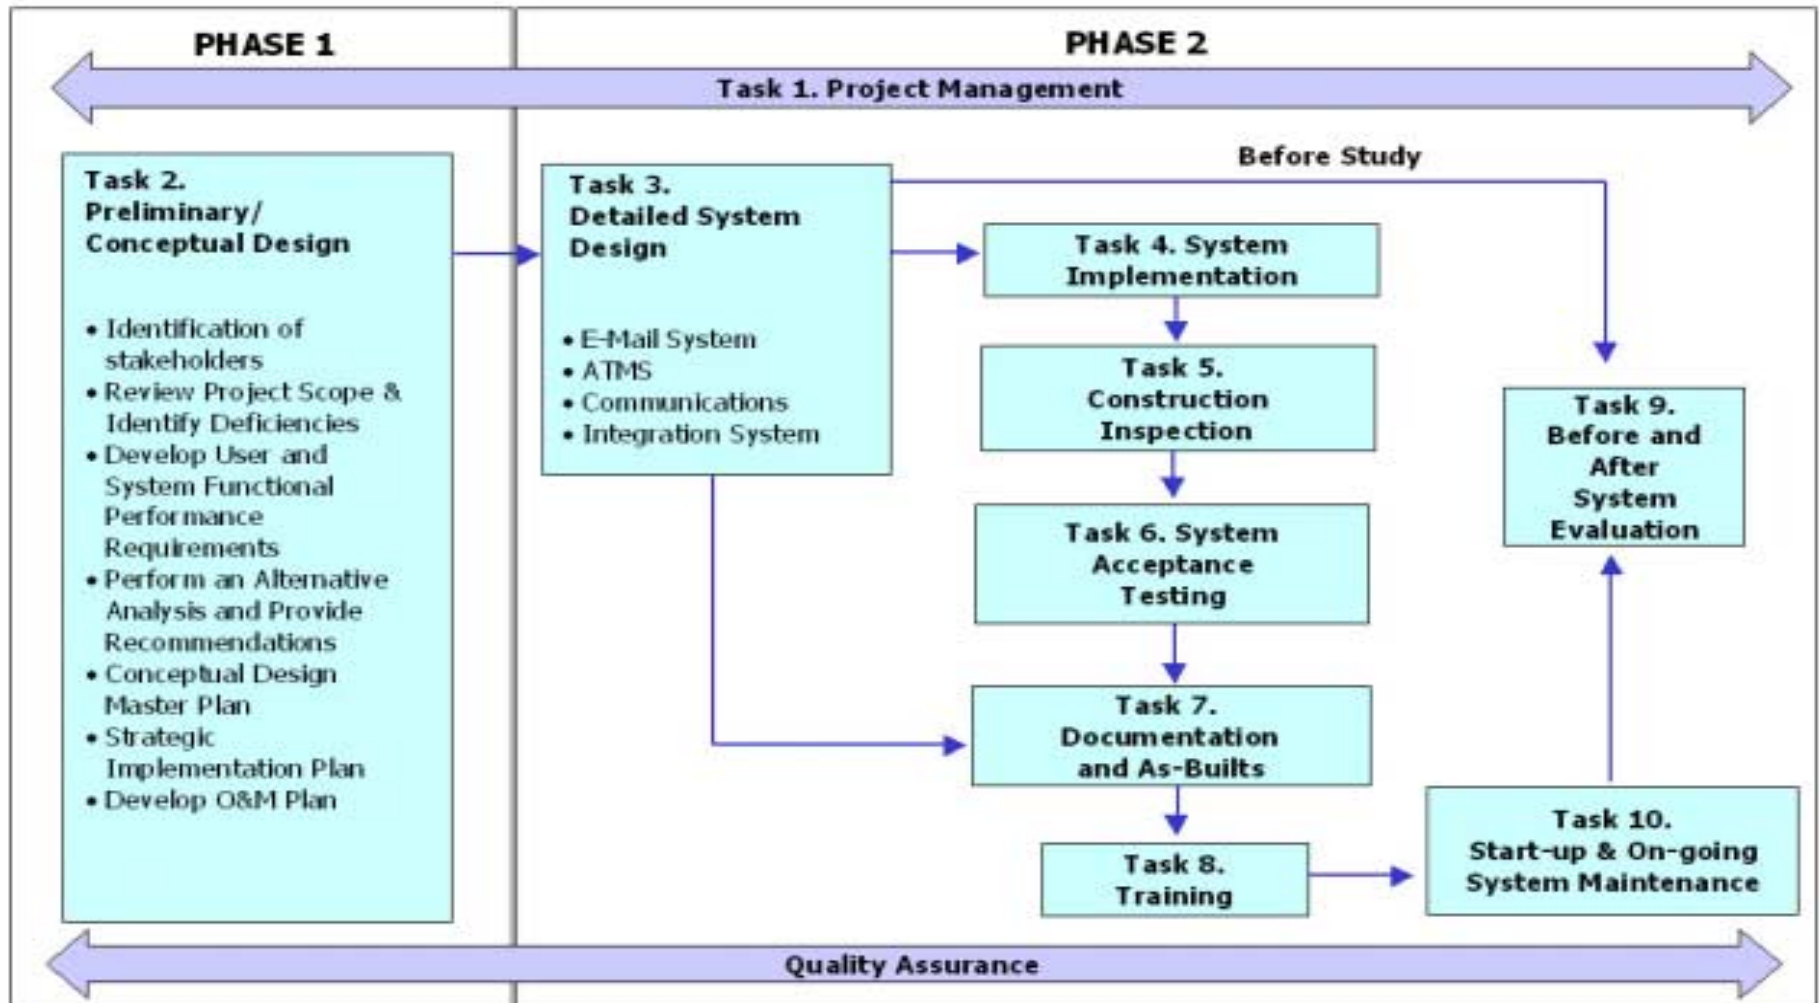 PHASE 1
PHASE 2
Task 1. Project Management
Task 2.
Preliminary/
Conceptual Design
• Identification of
stakeholders
• Review Project Scope &
Identify Deficiencies
• Develop User and
System Functional
Performance
Requirements
• Perform an Alternative
Analysis and Provide
Recommendations
• Conceptual Design
Master Plan
• Strategic
Implementation Plan
• Develop O&M Plan
Task 3.
Detailed System
Design
• E-Mail System
• ATMS
• Communications
• Integration System
Before Study
Task 4. System
Implementation
Task 5.
Construction
Inspection
Task 6. System
Acceptance
Testing
Task 7.
Documentation
and As-Builts
Task 8.
Training
Task 9.
Before and
After
System
Evaluation
Task 10.
Start-up & On-going
System Maintenance
Quality Assurance